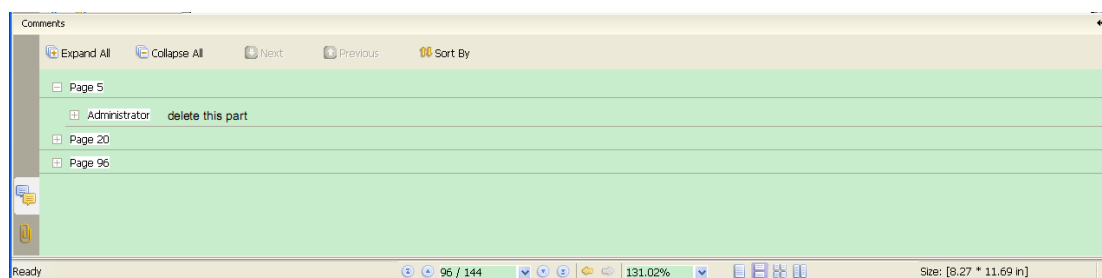 Comments
Expand All Collapse All Next Previous Sort By
Page 5
Administrator delete this part
Page 20
Page 96
Ready 96 / 144 131.02% Size: [8.27 * 11.69 in]